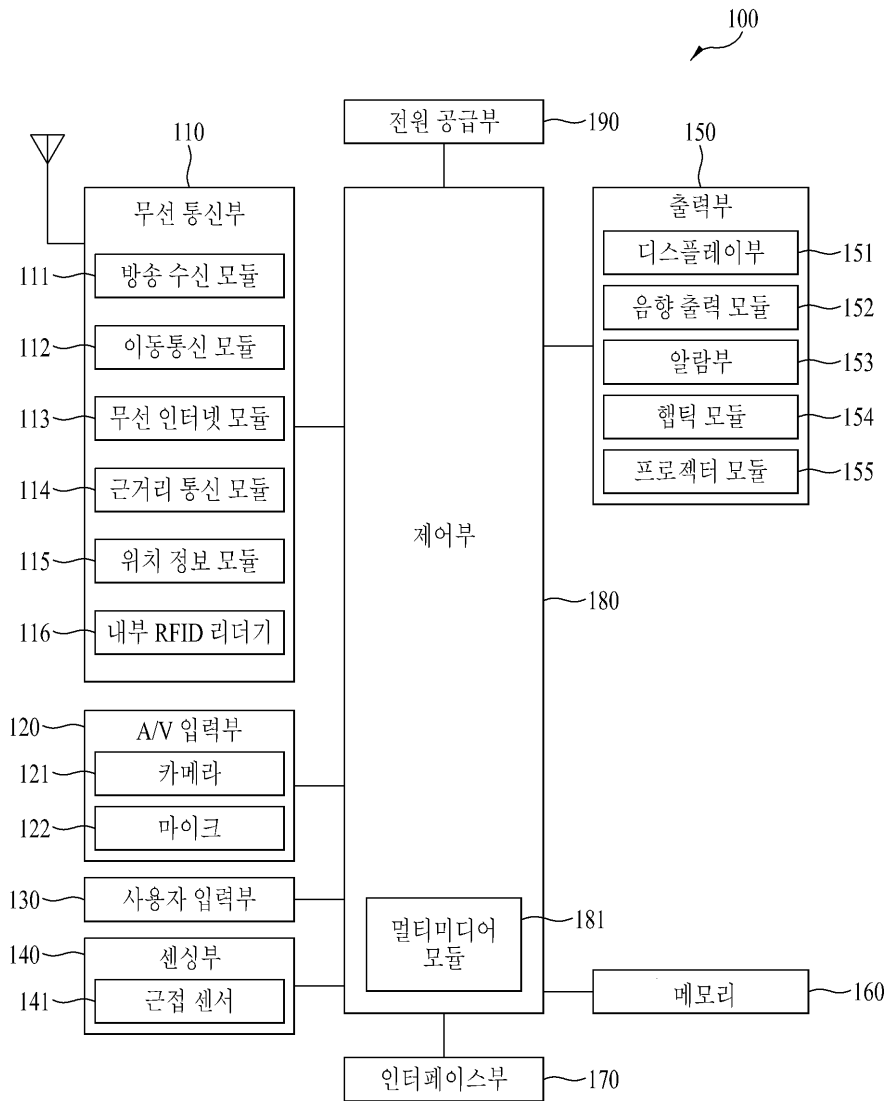 100
전원 공급부
190
110
무선 통신부
111
방송 수신 모듈
112
이동통신 모듈
113
무선 인터넷 모듈
114
근거리 통신 모듈
115
위치 정보 모듈
116
내부 RFID 리더기
120
A/V 입력부
121
카메라
122
마이크
130
사용자 입력부
140
센싱부
141
근접 센서
제어부
180
멀티미디어
모듈
181
150
출력부
디스플레이부
151
음향 출력 모듈
152
알람부
153
햅틱 모듈
154
프로젝터 모듈
155
메모리
160
인터페이스부
170